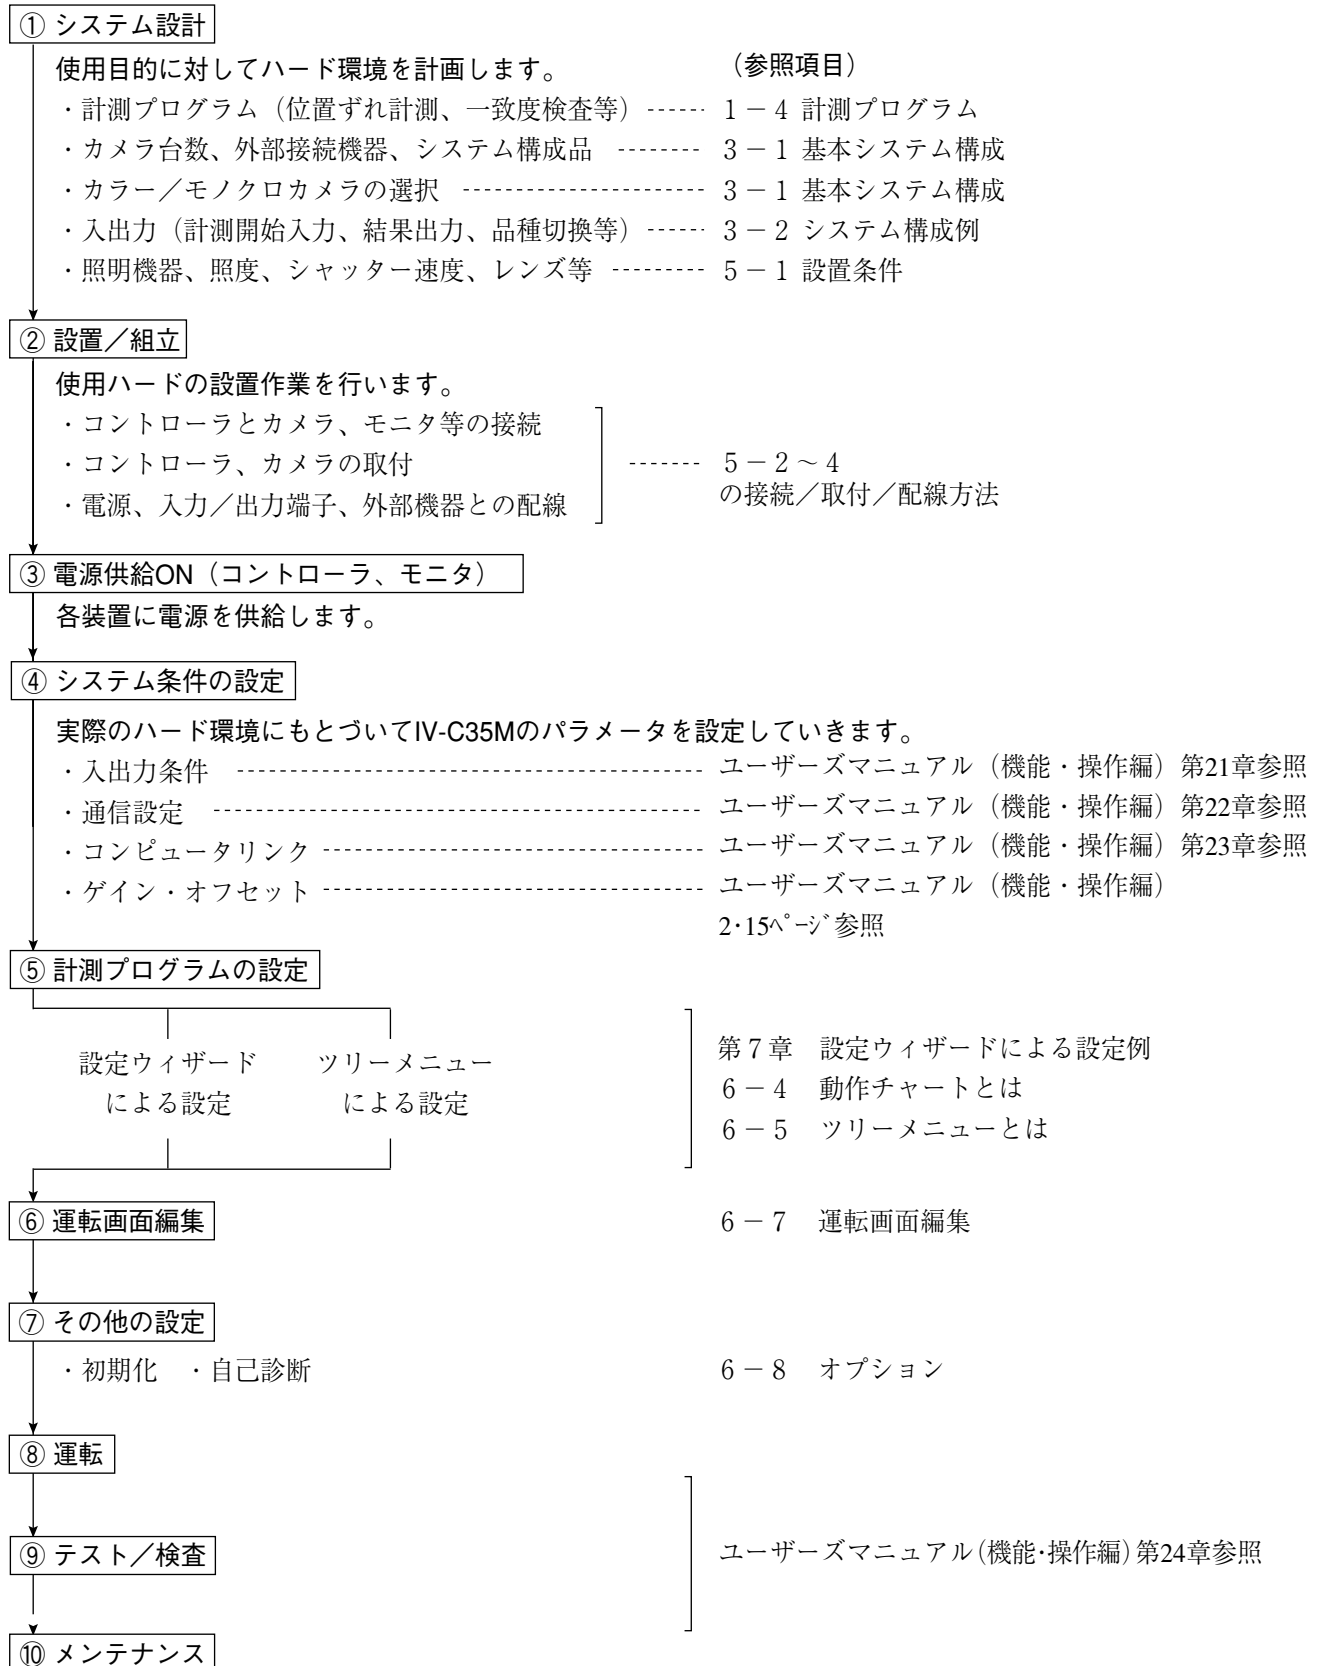 ① システム設計
使用目的に対してハード環境を計画します。 （参照項目）
・計測プログラム（位置ずれ計測、一致度検査等） 1－4 計測プログラム
・カメラ台数、外部接続機器、システム構成品 3－1 基本システム構成
・カラー／モノクロカメラの選択 3－1 基本システム構成
・入出力（計測開始入力、結果出力、品種切換等） 3－2 システム構成例
・照明機器、照度、シャッター速度、レンズ等 5－1 設置条件
② 設置／組立
使用ハードの設置作業を行います。
・コントローラとカメラ、モニタ等の接続
・コントローラ、カメラの取付 5－2～4
・電源、入力／出力端子、外部機器との配線 の接続／取付／配線方法
③ 電源供給ON（コントローラ、モニタ）
各装置に電源を供給します。
④ システム条件の設定
実際のハード環境にもとづいてIV-C35Mのパラメータを設定していきます。
・入出力条件 ユーザーズマニュアル（機能・操作編）第21章参照
・通信設定 ユーザーズマニュアル（機能・操作編）第22章参照
・コンピュータリンク ユーザーズマニュアル（機能・操作編）第23章参照
・ゲイン・オフセット ユーザーズマニュアル（機能・操作編）
2･15ﾍﾟｰｼﾞ参照
⑤ 計測プログラムの設定
設定ウィザード ツリーメニュー 第７章 設定ウィザードによる設定例
による設定 による設定 6－4 動作チャートとは
6－5 ツリーメニューとは
⑥ 運転画面編集 6－7 運転画面編集
⑦ その他の設定
・初期化 ・自己診断 6－8 オプション
⑧ 運転
⑨ テスト／検査 ユーザーズマニュアル(機能･操作編)第24章参照
⑩ メンテナンス